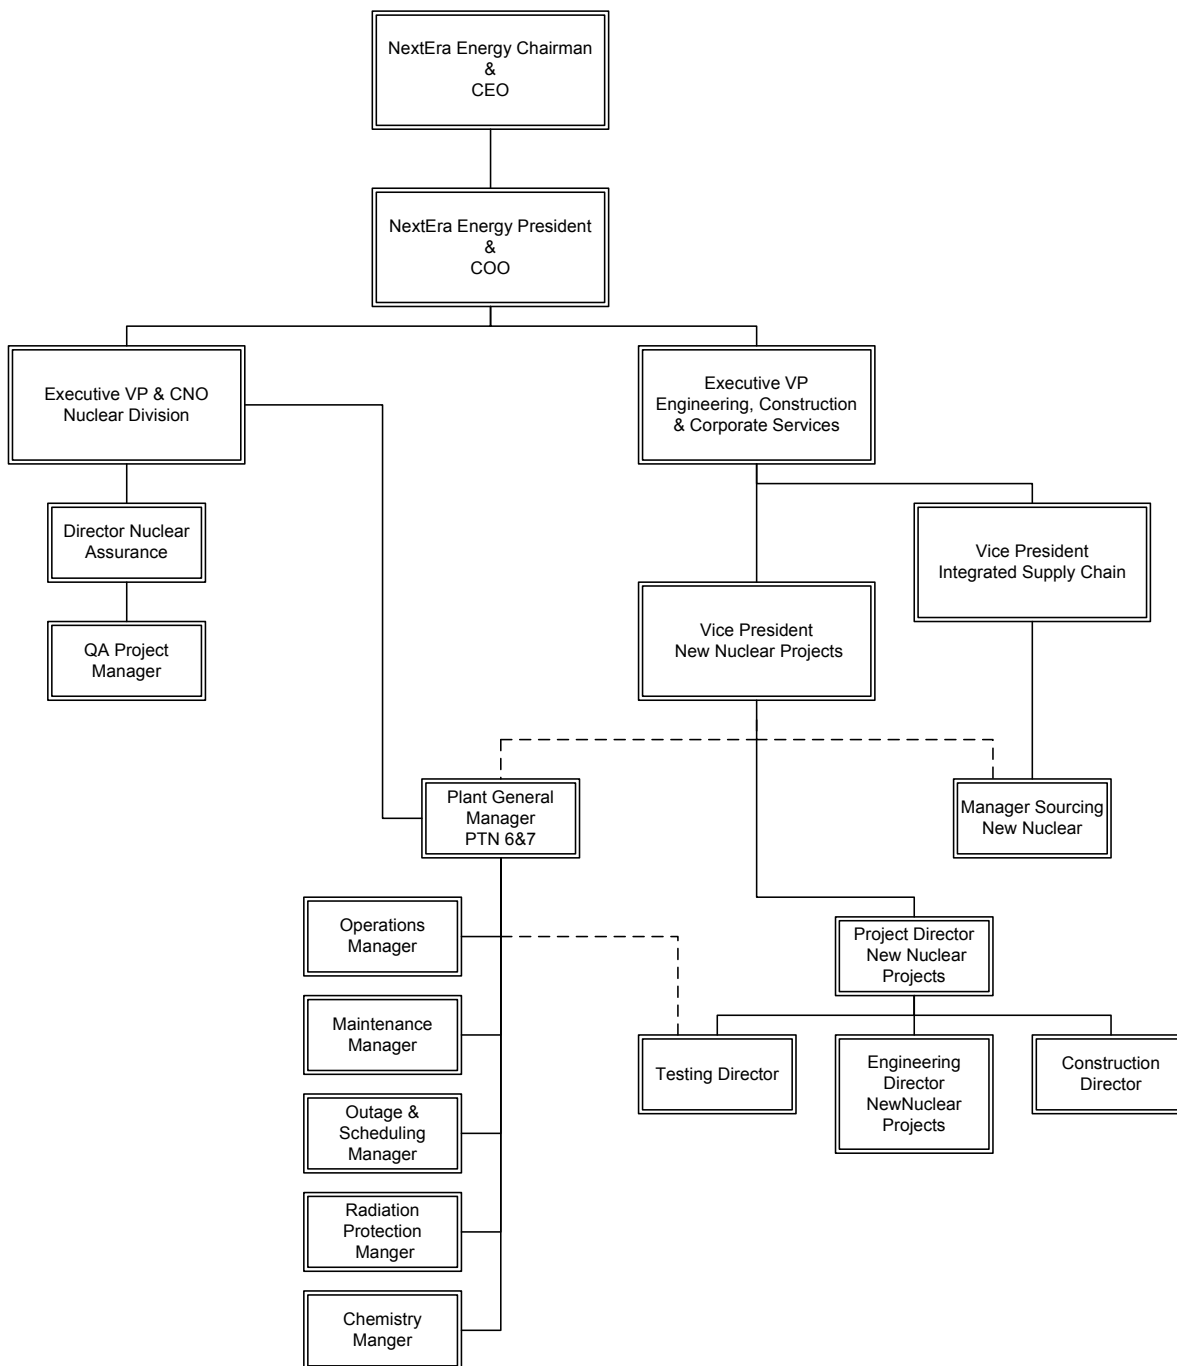 NextEra Energy Chairman
&
CEO
NextEra Energy President
&
COO
Executive VP & CNO
Nuclear Division
Executive VP
Engineering, Construction
& Corporate Services
Director Nuclear
Assurance
Vice President
Integrated Supply Chain
QA Project
Manager
Vice President
New Nuclear Projects
Plant General
Manager
PTN 6&7
Manager Sourcing
New Nuclear
Operations
Manager
Project Director
New Nuclear
Projects
Maintenance
Manager
Testing Director
Engineering
Director
NewNuclear
Projects
Construction
Director
Outage &
Scheduling
Manager
Radiation
Protection
Manger
Chemistry
Manger